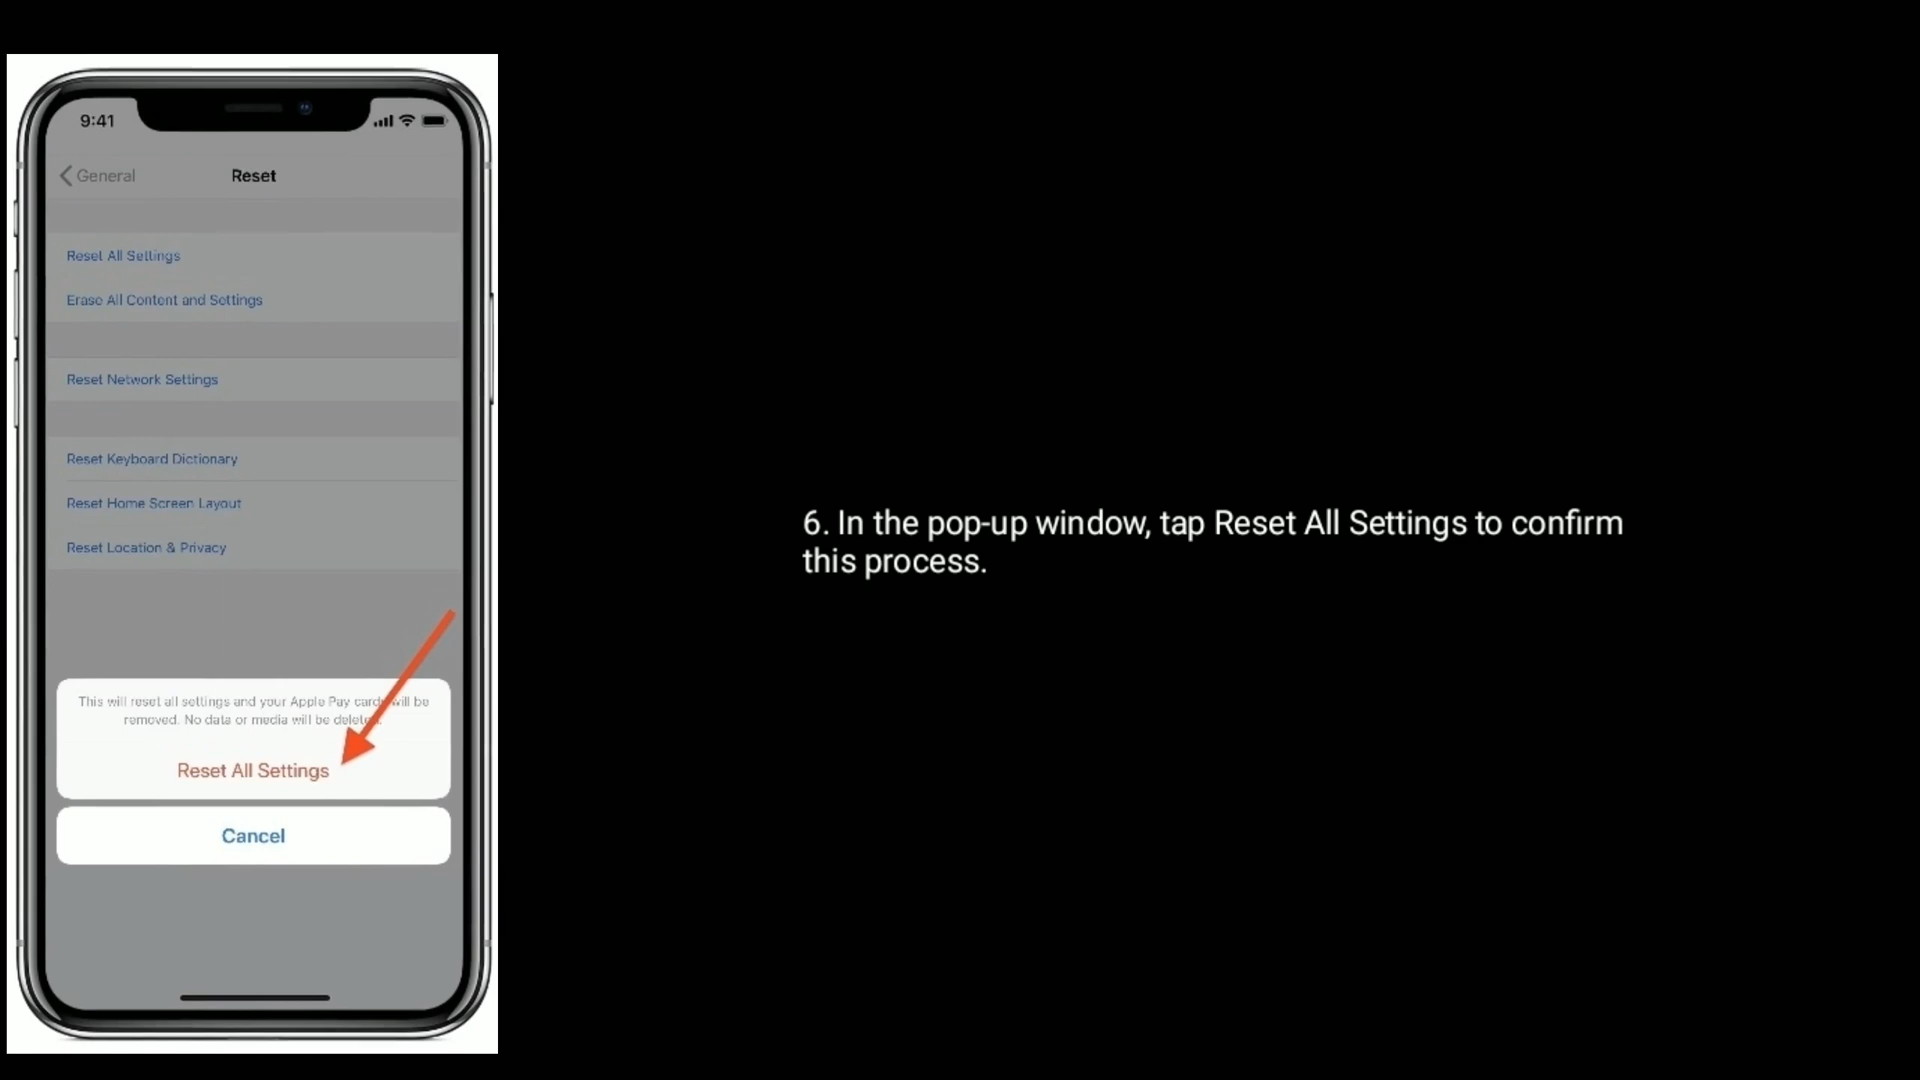 9:41
General
Reset
Reset All Settings
Erase All Content and Settings
Reset Network Settings
Reset Keyboard Dictionary
Reset Home Screen Layout
Reset Location & Privacy
This will reset all settings and your Apple Pay cards will be
removed. No data or media will be deleted.
Reset All Settings
Cancel
6. In the pop-up window, tap Reset All Settings to confirm
this process.